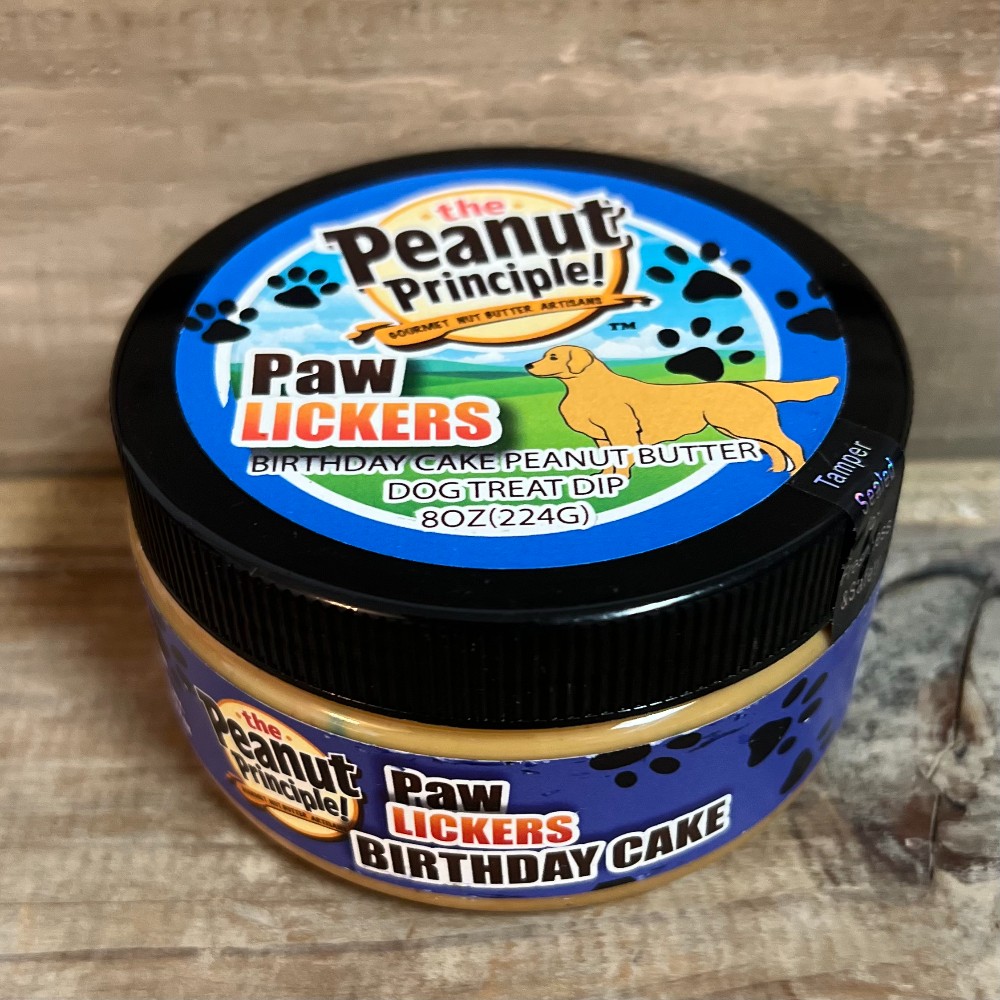 the
Peanut
Principle!
GOURMET NUT BUTTER ARTISANS
TM
Paw
LICKERS
BIRTHDAY CAKE PEANUT BUTTER
DOG TREAT DIP
8OZ(224G)
Tamper
Sealed
the
Peanut
Principle!
Paw
LICKERS
BIRTHDAY CAKE